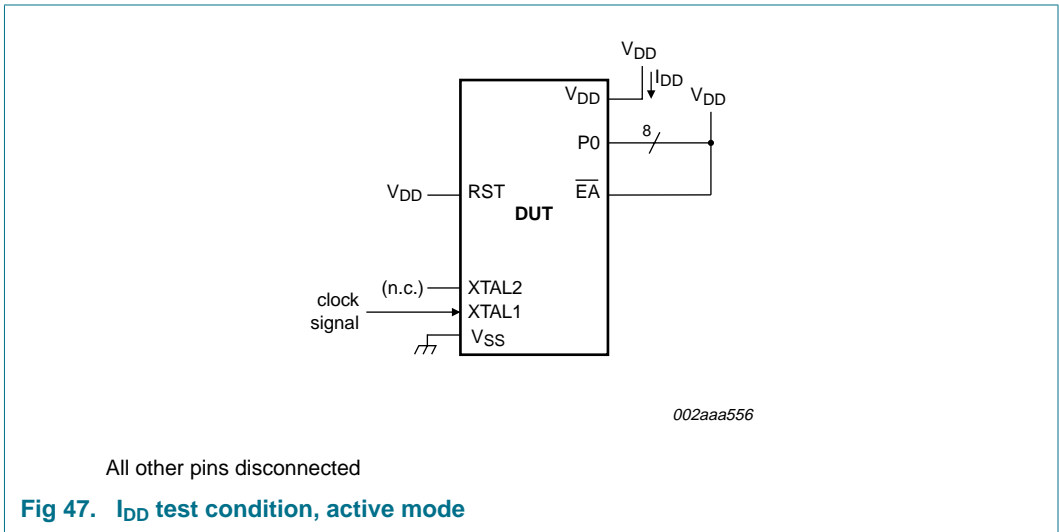 VDD
IDD
VDD
VDD
P0
8
VDD
RST
EA
DUT
(n.c.)
XTAL2
clock
signal
XTAL1
VSS
002aaa556
All other pins disconnected
Fig 47. IDD test condition, active mode